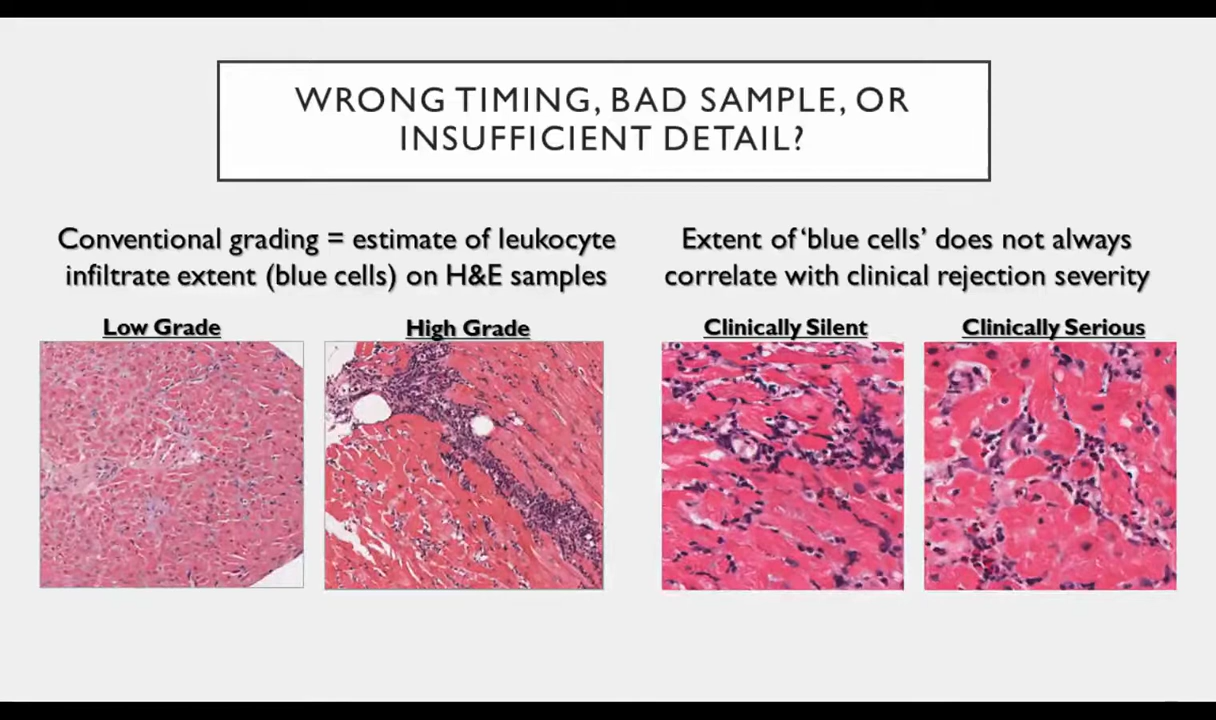 WRONG TIMING, BAD SAMPLE, OR
INSUFFICIENT DETAIL?
Conventional grading = estimate of leukocyte
infiltrate extent (blue cells) on H&E samples
Low Grade
High Grade
Extent of ‘blue cells’ does not always
correlate with clinical rejection severity
Clinically Silent
Clinically Serious